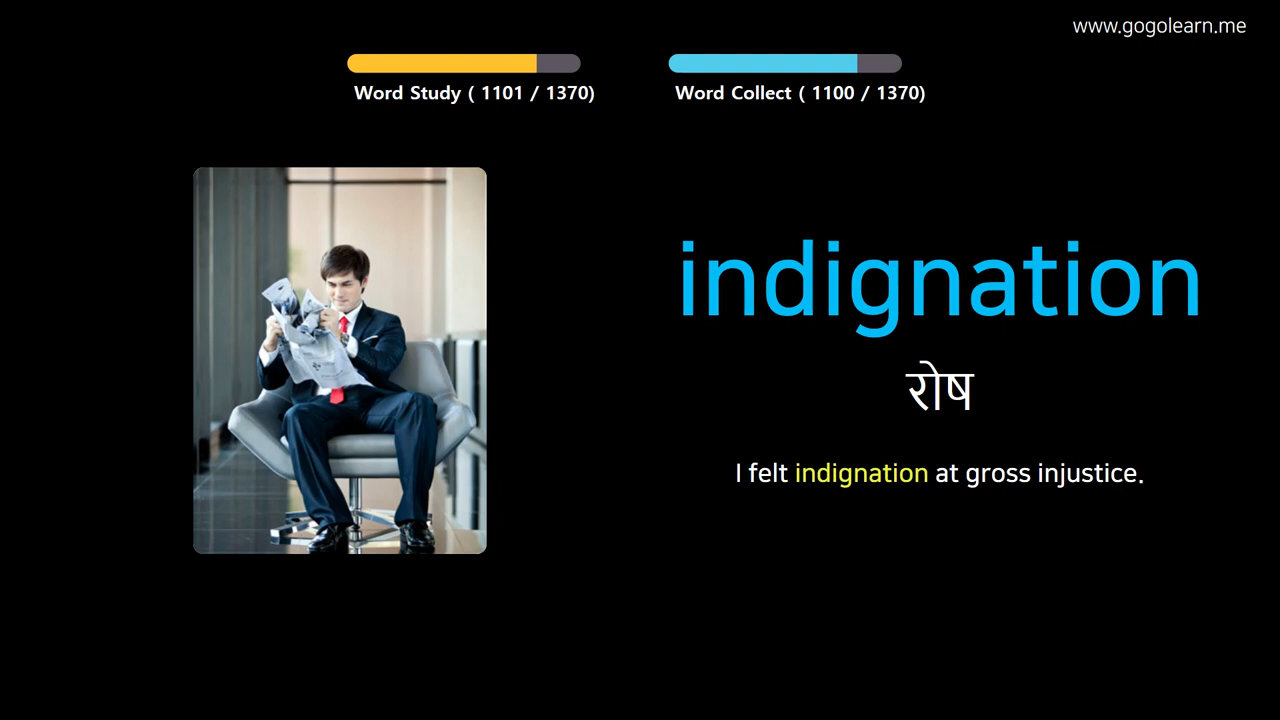 www.gogolearn.me
Word Study ( 1101 / 1370)
Word Collect ( 1100 / 1370)
indignation
रोष
I felt indignation at gross injustice.